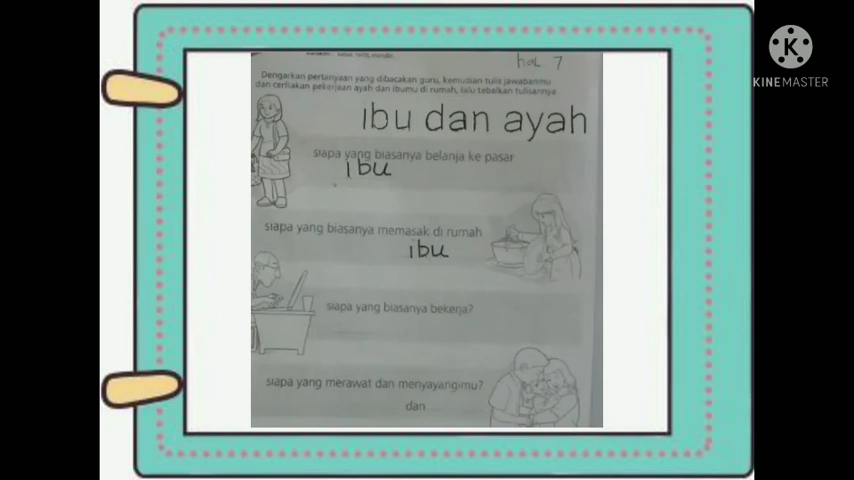 hal 7
Dengarkan pertanyaan yang dibacakan guru, kemudian tulis jawabanmu
dan ceritakan pekerjaan ayah dan ibumu di rumah, lalu tebalkan tulisannya
ibu dan ayah
siapa yang biasanya belanja ke pasar
ibu
siapa yang biasanya memasak di rumah
ibu
siapa yang biasanya bekerja?
siapa yang merawat dan menyayangimu?
dan
K
KINEMASTER